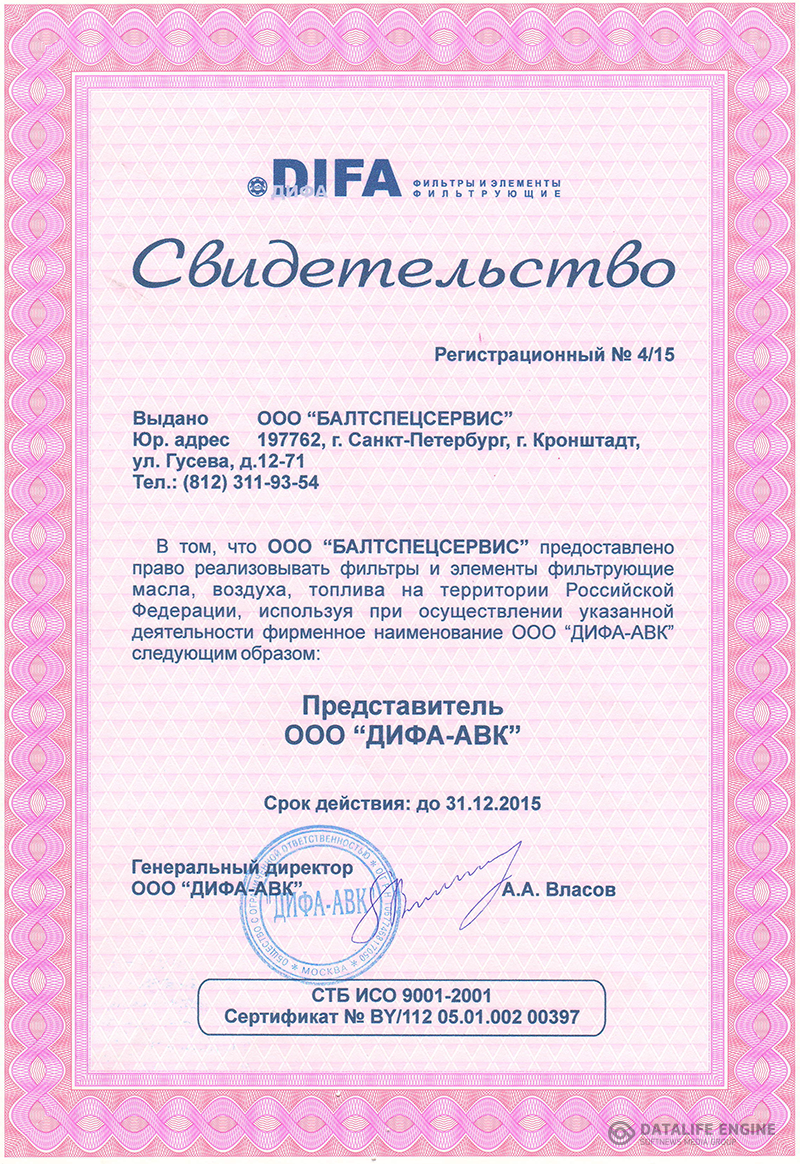 DIFA
ДИФА
ФИЛЬТРЫ И ЭЛЕМЕНТЫ
ФИЛЬТРУЮЩИЕ
Свидетельство
Регистрационный № 4/15
Выдано ООО “БАЛТСПЕЦСЕРВИС”
Юр. адрес 197762, г. Санкт-Петербург, г. Кронштадт,
ул. Гусева, д.12-71
Тел.: (812) 311-93-54
В том, что ООО “БАЛТСПЕЦСЕРВИС” предоставлено
право реализовывать фильтры и элементы фильтрующие
масла, воздуха, топлива на территории Российской
Федерации, используя при осуществлении указанной
деятельности фирменное наименование ООО “ДИФА-АВК”
следующим образом:
Представитель
ООО “ДИФА-АВК”
Срок действия: до 31.12.2015
Генеральный директор
ООО “ДИФА-АВК”
А.А. Власов
ОБЩЕСТВО С ОГРАНИЧЕННОЙ ОТВЕТСТВЕННОСТЬЮ
"ДИФА-АВК"
МОСКВА
СТБ ИСО 9001-2001
Сертификат № BY/112 05.01.002 00397
DATALIFE ENGINE
SOFTNEWS MEDIA GROUP